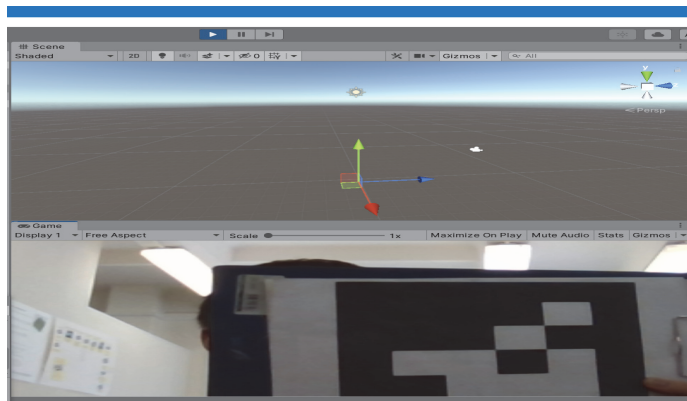 Scene
Shaded 2D 0 Gizmos All
y
Persp
Game
Display 1 Free Aspect Scale 1x Maximize On Play Mute Audio Stats Gizmos